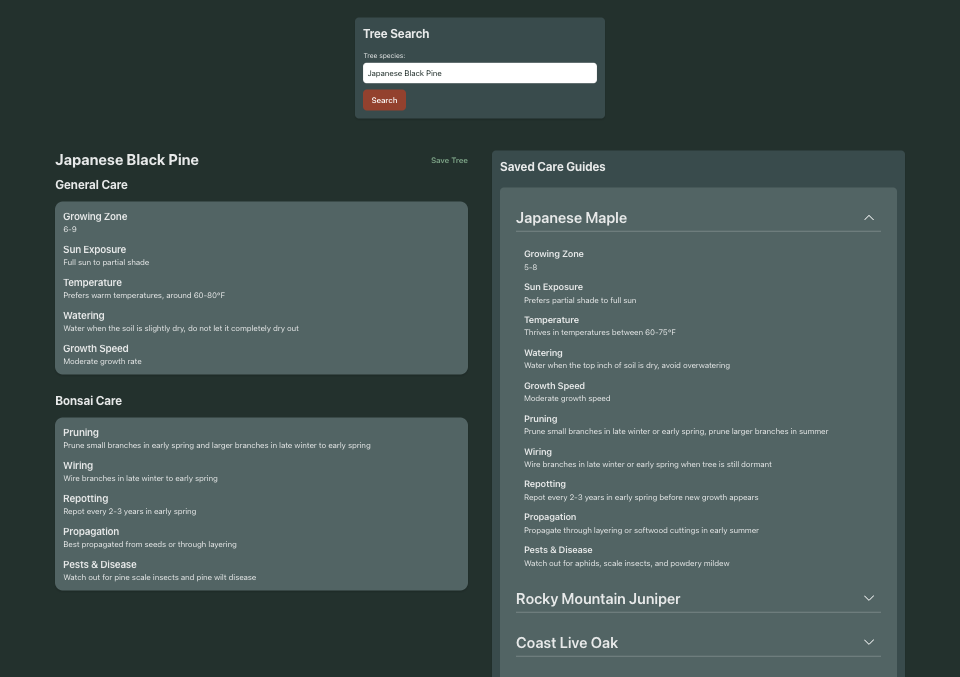 Tree Search
Tree species:
Japanese Black Pine
Search
Japanese Black Pine
Save Tree
General Care
Growing Zone
6-9
Sun Exposure
Full sun to partial shade
Temperature
Prefers warm temperatures, around 60-80°F
Watering
Water when the soil is slightly dry, do not let it completely dry out
Growth Speed
Moderate growth rate
Bonsai Care
Pruning
Prune small branches in early spring and larger branches in late winter to early spring
Wiring
Wire branches in late winter to early spring
Repotting
Repot every 2-3 years in early spring
Propagation
Best propagated from seeds or through layering
Pests & Disease
Watch out for pine scale insects and pine wilt disease
Saved Care Guides
Japanese Maple
Growing Zone
5-8
Sun Exposure
Prefers partial shade to full sun
Temperature
Thrives in temperatures between 60-75°F
Watering
Water when the top inch of soil is dry, avoid overwatering
Growth Speed
Moderate growth speed
Pruning
Prune small branches in late winter or early spring, prune larger branches in summer
Wiring
Wire branches in late winter or early spring when tree is still dormant
Repotting
Repot every 2-3 years in early spring before new growth appears
Propagation
Propagate through layering or softwood cuttings in early summer
Pests & Disease
Watch out for aphids, scale insects, and powdery mildew
Rocky Mountain Juniper
Coast Live Oak